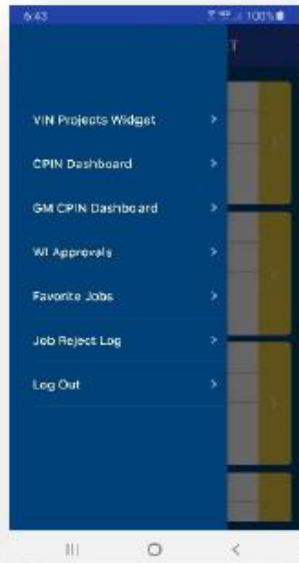 6:43
100%
T
VIN Projects Widget
CPIN Dashboard
GM CPIN Dashboard
WI Approvals
Favorite Jobs
Job Reject Log
Log Out